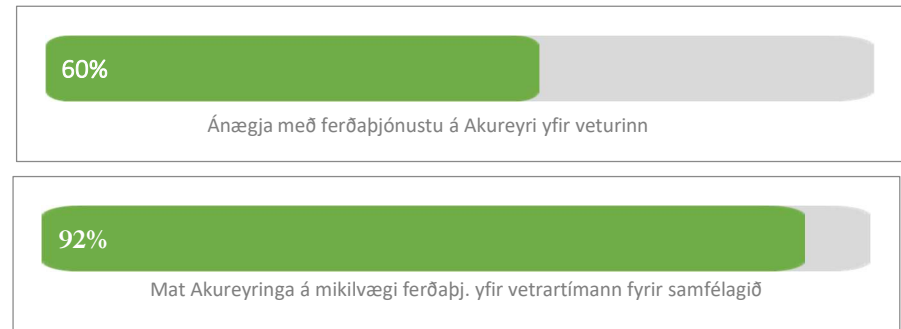 60%
Ánægja með ferðaþjónustu á Akureyri yfir veturinn
92%
Mat Akureyringa á mikilvægi ferðaþj. yfir vetrartímann fyrir samfélagið